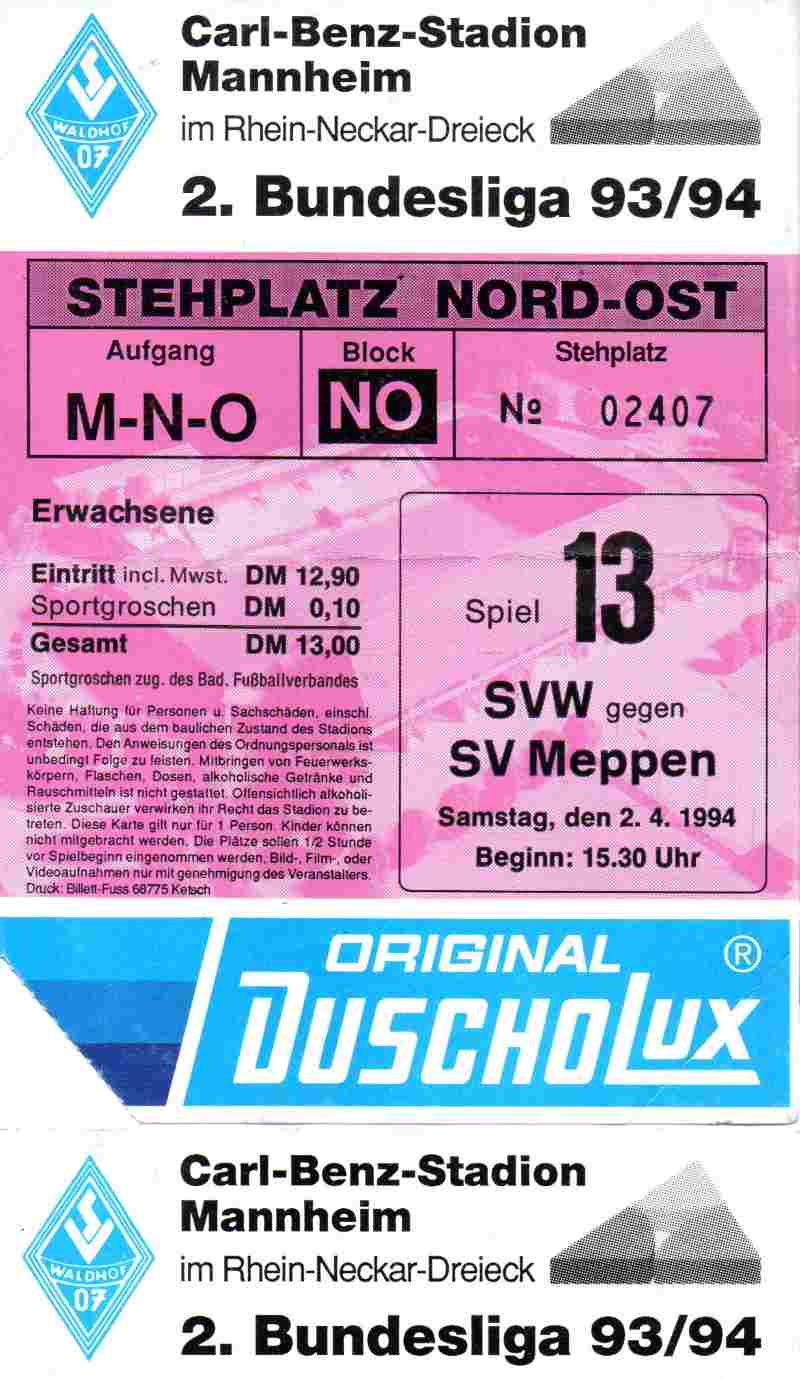 SV
WALDHOF
07
Carl-Benz-Stadion
Mannheim
im Rhein-Neckar-Dreieck
2. Bundesliga 93/94
STEHPLATZ NORD-OST
Aufgang
M-N-O
Block
NO
Stehplatz
№ 02407
Erwachsene
Eintritt incl. Mwst. DM 12,90
Sportgroschen DM 0,10
Gesamt DM 13,00
Sportgroschen zug. des Bad. Fußballverbandes
Keine Haftung für Personen u. Sachschäden, einschl.
Schäden, die aus dem baulichen Zustand des Stadions
entstehen. Den Anweisungen des Ordnungspersonals ist
unbedingt Folge zu leisten. Mitbringen von Feuerwerks-
körpern, Flaschen, Dosen, alkoholische Getränke und
Rauschmitteln ist nicht gestattet. Offensichtlich alkoholi-
sierte Zuschauer verwirken ihr Recht das Stadion zu be-
treten. Diese Karte gilt nur für 1 Person. Kinder können
nicht mitgebracht werden. Die Plätze sollen 1/2 Stunde
vor Spielbeginn eingenommen werden. Bild-, Film-, oder
Videoaufnahmen nur mit genehmigung des Veranstalters.
Druck: Billett-Fuss 68775 Ketsch
Spiel 13
SVW gegen
SV Meppen
Samstag, den 2. 4. 1994
Beginn: 15.30 Uhr
ORIGINAL ®
DUSCHOLUX
SV
WALDHOF
07
Carl-Benz-Stadion
Mannheim
im Rhein-Neckar-Dreieck
2. Bundesliga 93/94